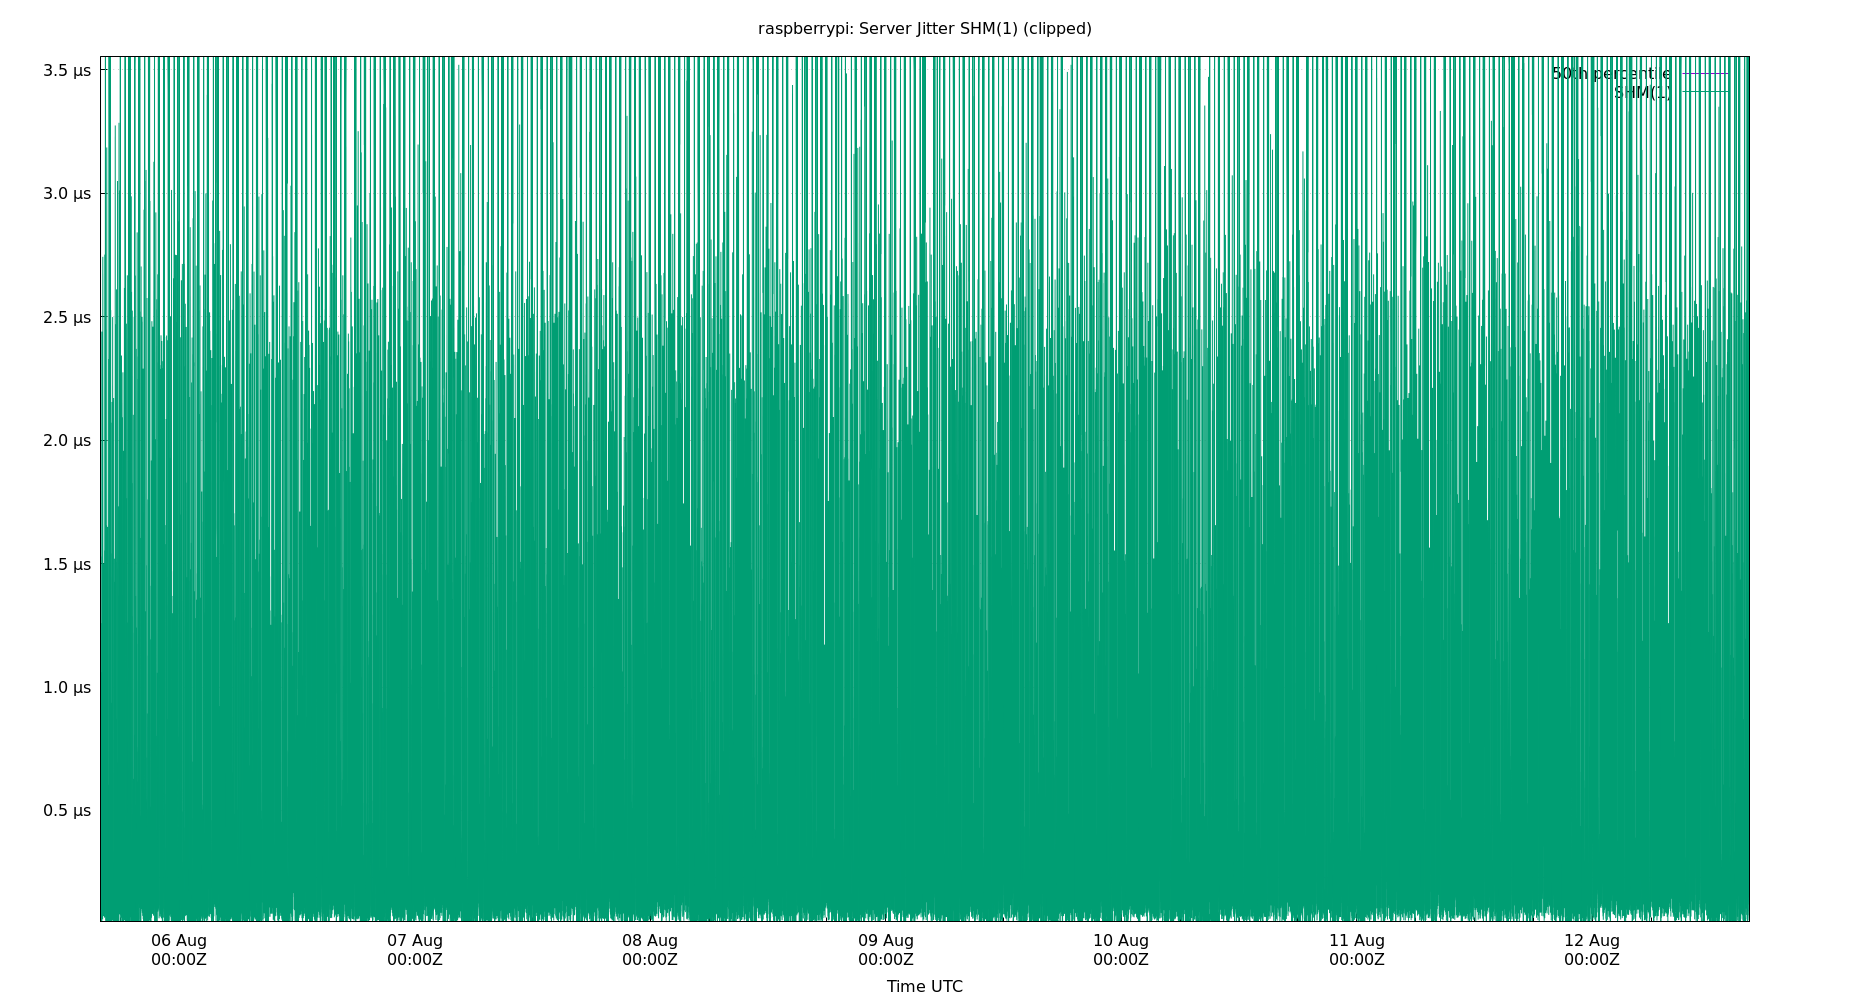 raspberrypi: Server Jitter SHM(1) (clipped)
3.5 µs
3.0 µs
2.5 µs
2.0 µs
1.5 µs
1.0 µs
0.5 µs
50th percentile
SHM(1)
06 Aug 07 Aug 08 Aug 09 Aug 10 Aug 11 Aug 12 Aug
00:00Z 00:00Z 00:00Z 00:00Z 00:00Z 00:00Z 00:00Z
Time UTC